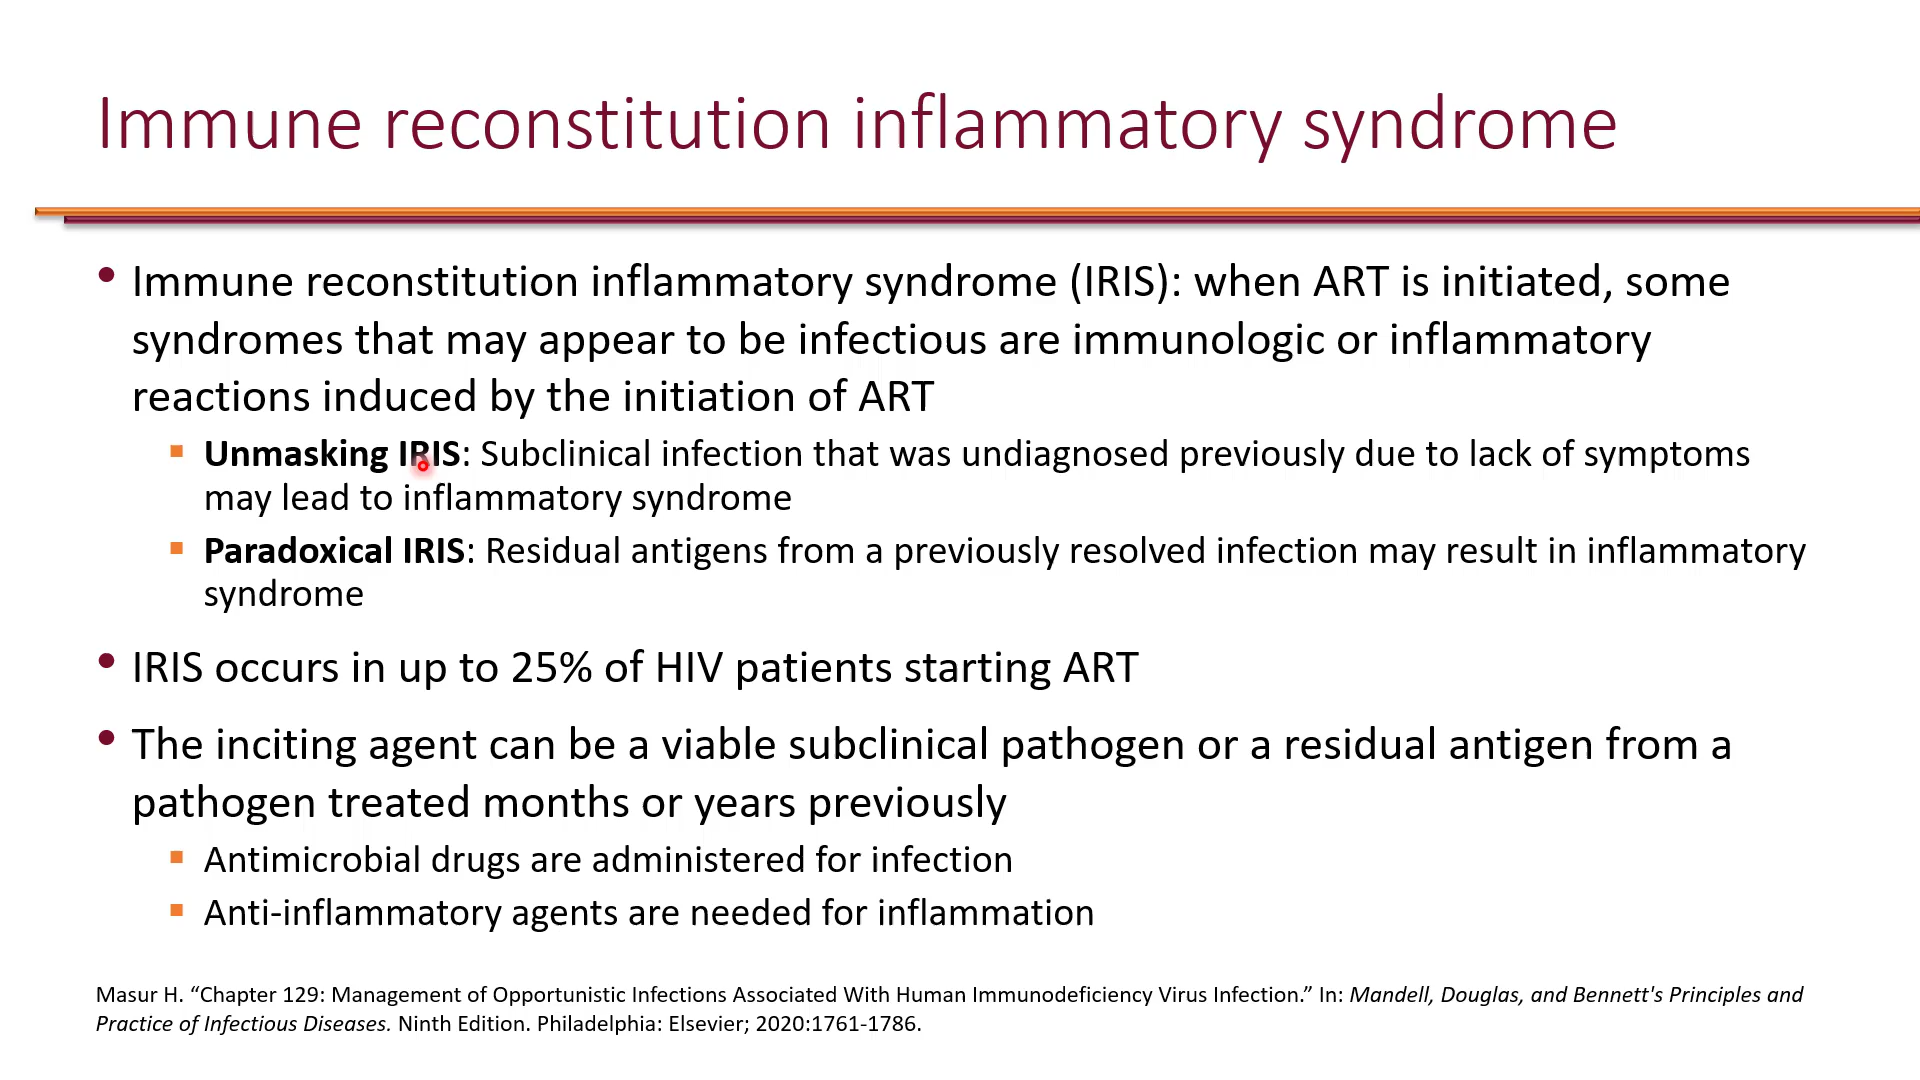 Immune reconstitution inflammatory syndrome
• Immune reconstitution inflammatory syndrome (IRIS): when ART is initiated, some
syndromes that may appear to be infectious are immunologic or inflammatory
reactions induced by the initiation of ART
▪ Unmasking IRIS: Subclinical infection that was undiagnosed previously due to lack of symptoms
may lead to inflammatory syndrome
▪ Paradoxical IRIS: Residual antigens from a previously resolved infection may result in inflammatory
syndrome
• IRIS occurs in up to 25% of HIV patients starting ART
• The inciting agent can be a viable subclinical pathogen or a residual antigen from a
pathogen treated months or years previously
▪ Antimicrobial drugs are administered for infection
▪ Anti-inflammatory agents are needed for inflammation
Masur H. “Chapter 129: Management of Opportunistic Infections Associated With Human Immunodeficiency Virus Infection.” In: Mandell, Douglas, and Bennett's Principles and
Practice of Infectious Diseases. Ninth Edition. Philadelphia: Elsevier; 2020:1761-1786.